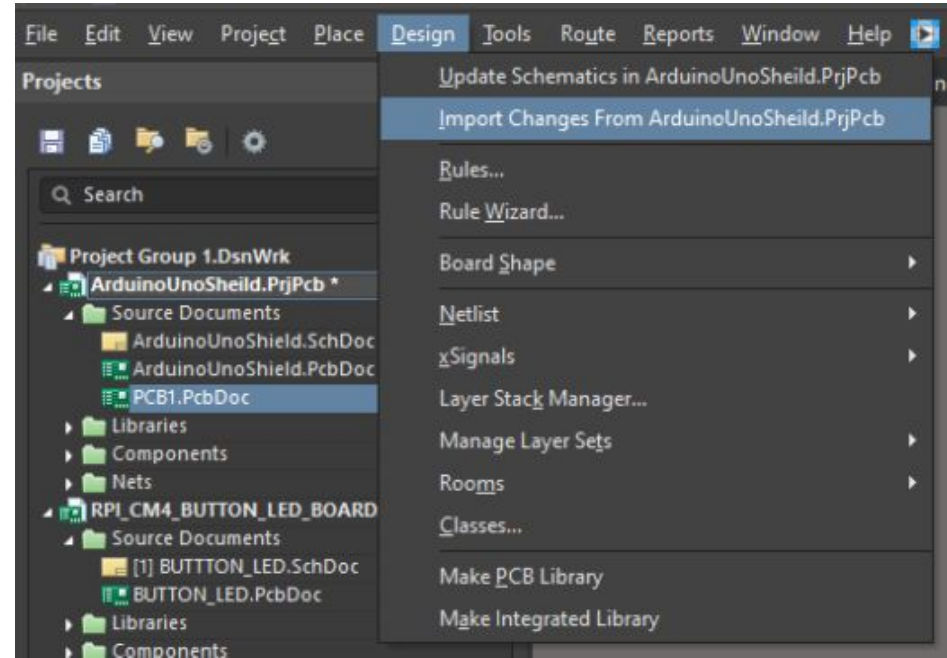 File Edit View Project Place Design Tools Route Reports Window Help
Projects
Search
Project Group 1.DsnWrk
ArduinoUnoSheild.PrjPcb *
Source Documents
ArduinoUnoShield.SchDoc
ArduinoUnoShield.PcbDoc
PCB1.PcbDoc
Libraries
Components
Nets
RPI_CM4_BUTTON_LED_BOARD
Source Documents
[1] BUTTTON_LED.SchDoc
BUTTON_LED.PcbDoc
Libraries
Components
Update Schematics in ArduinoUnoSheild.PrjPcb
Import Changes From ArduinoUnoSheild.PrjPcb
Rules...
Rule Wizard...
Board Shape
Netlist
xSignals
Layer Stack Manager...
Manage Layer Sets
Rooms
Classes...
Make PCB Library
Make Integrated Library